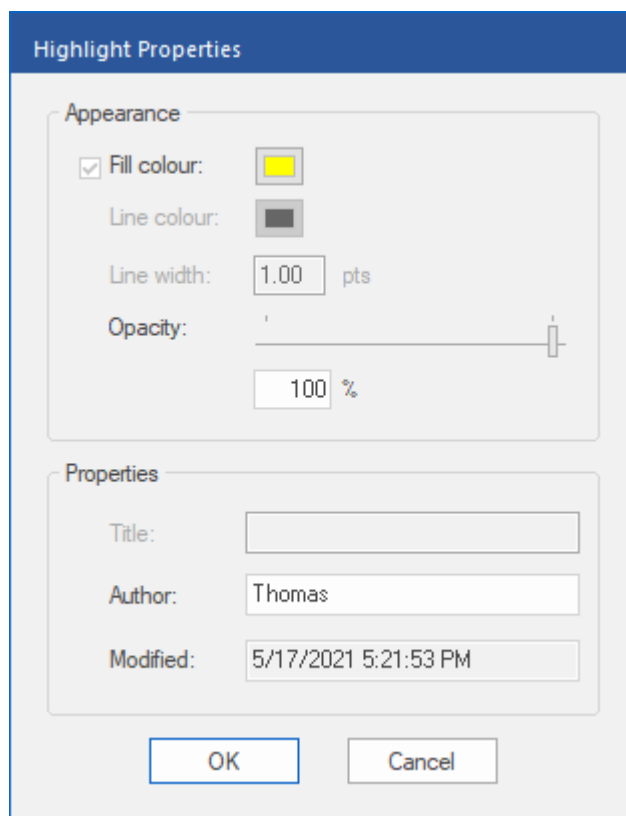 Highlight Properties
Appearance
Fill colour:
Line colour:
Line width: 1.00 pts
Opacity:
100 %
Properties
Title:
Author: Thomas
Modified: 5/17/2021 5:21:53 PM
OK Cancel